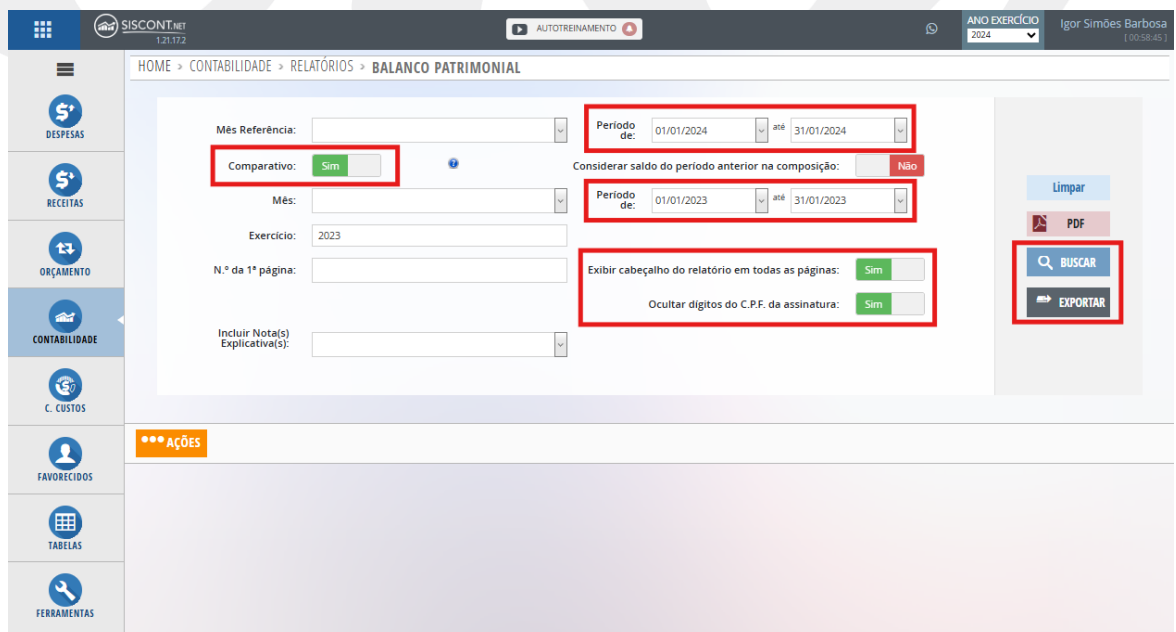 SISCONT.NET
1.21.17.2
AUTOTREINAMENTO
ANO EXERCÍCIO
2024
Igor Simões Barbosa
[ 00:58:45 ]
HOME » CONTABILIDADE » RELATÓRIOS » BALANCO PATRIMONIAL
DESPESAS
RECEITAS
ORÇAMENTO
CONTABILIDADE
C. CUSTOS
FAVORECIDOS
TABELAS
FERRAMENTAS
Mês Referência:
Período de: 01/01/2024 até 31/01/2024
Comparativo: Sim
Considerar saldo do período anterior na composição: Não
Mês:
Período de: 01/01/2023 até 31/01/2023
Exercício: 2023
N.º da 1ª página:
Exibir cabeçalho do relatório em todas as páginas: Sim
Ocultar dígitos do C.P.F. da assinatura: Sim
Incluir Nota(s)
Explicativa(s):
Limpar
PDF
BUSCAR
EXPORTAR
AÇÕES